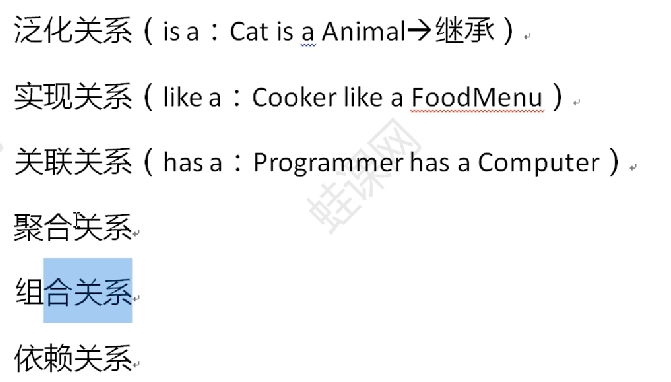 泛化关系（is a：Cat is a Animal→继承）
实现关系（like a：Cooker like a FoodMenu）
关联关系（has a：Programmer has a Computer）
蛙课网
聚合关系
组合关系
依赖关系